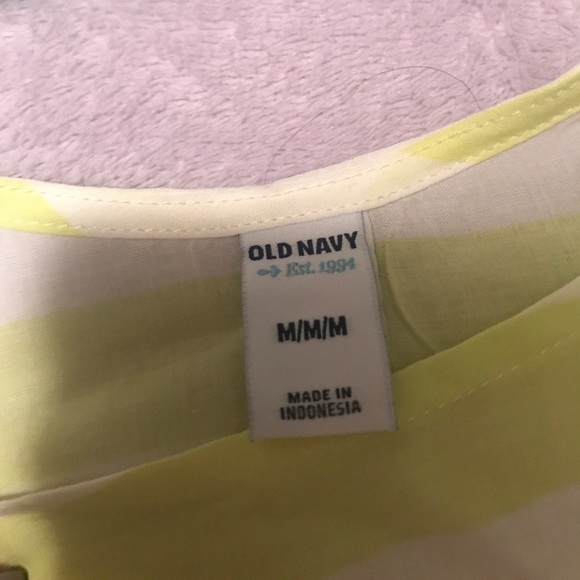 OLD NAVY
Est. 1994
M/M/M
MADE IN
INDONESIA